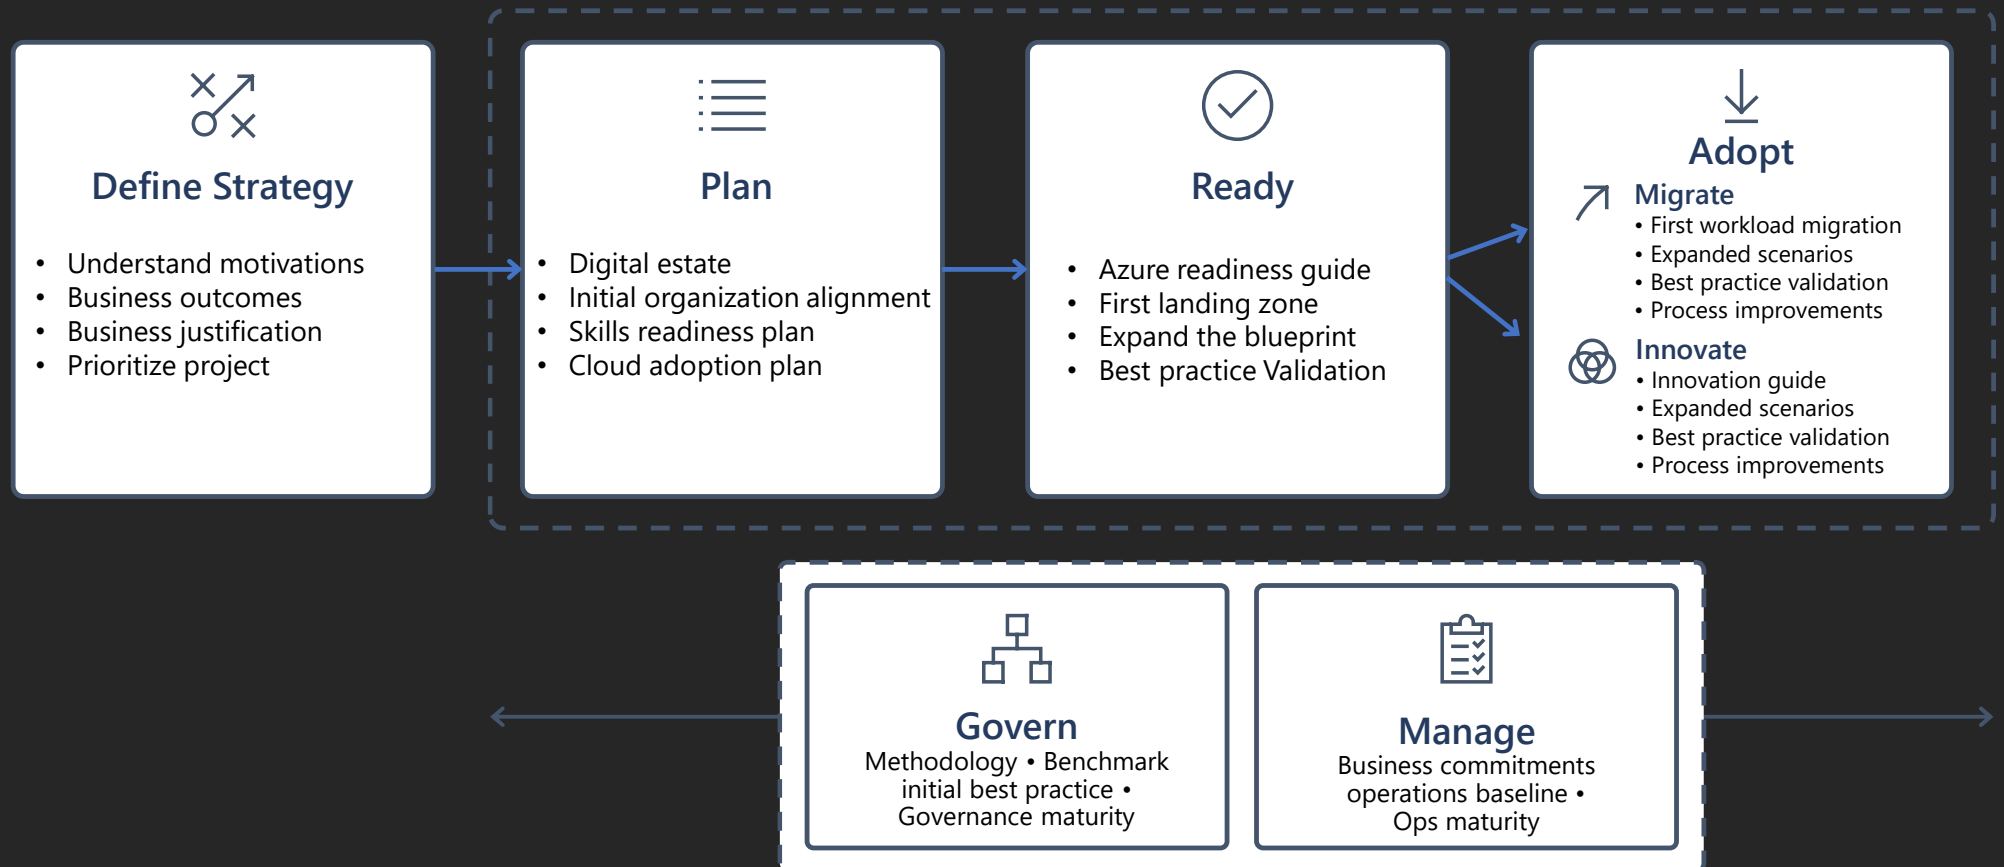 Define Strategy
• Understand motivations
• Business outcomes
• Business justification
• Prioritize project
Plan
• Digital estate
• Initial organization alignment
• Skills readiness plan
• Cloud adoption plan
Ready
• Azure readiness guide
• First landing zone
• Expand the blueprint
• Best practice Validation
Adopt
Migrate
• First workload migration
• Expanded scenarios
• Best practice validation
• Process improvements
Innovate
• Innovation guide
• Expanded scenarios
• Best practice validation
• Process improvements
Govern
Methodology • Benchmark
initial best practice •
Governance maturity
Manage
Business commitments
operations baseline •
Ops maturity